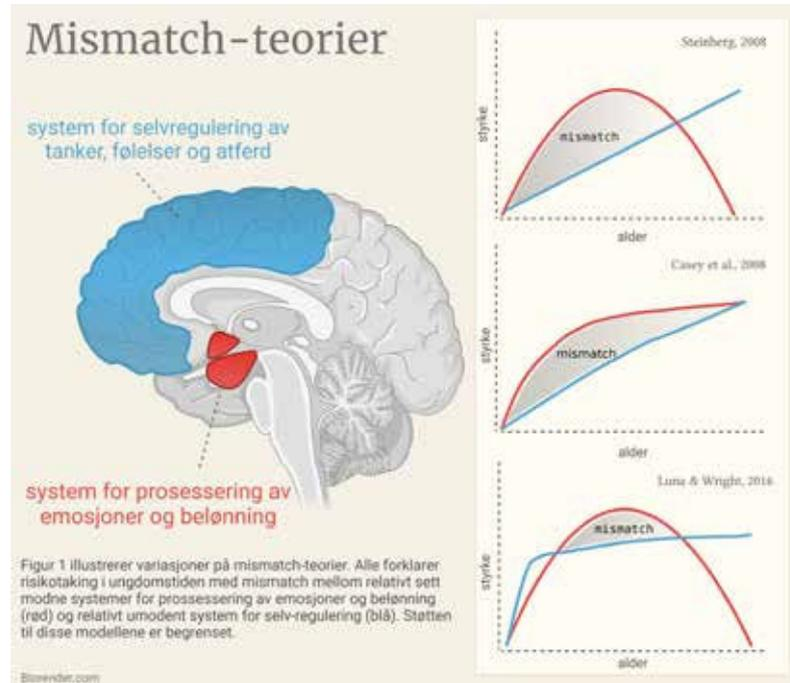 Mismatch-teorier
system for selvregulering av
tanker, følelser og atferd
system for prosessering av
emosjoner og belønning
Figur 1 illustrerer variasjoner på mismatch-teorier. Alle forklarer
risikotaking i ungdomstiden med mismatch mellom relativt sett
modne systemer for prossessering av emosjoner og belønning
(rød) og relativt umodent system for selv-regulering (blå). Støtten
til disse modellene er begrenset.
Biorender.com
Steinberg, 2008
styrke
mismatch
alder
Casey et al., 2008
styrke
mismatch
alder
Luna & Wright, 2016
styrke
mismatch
alder